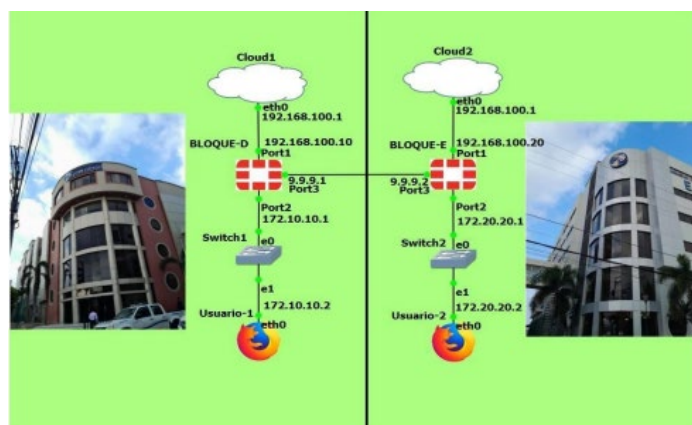 Cloud1
eth0
192.168.100.1
BLOQUE-D
192.168.100.10
Port1
9.9.9.1
Port3
Port2
172.10.10.1
Switch1
e0
e1
172.10.10.2
Usuario-1
eth0
Cloud2
eth0
192.168.100.1
BLOQUE-E
192.168.100.20
Port1
9.9.9.2
Port3
Port2
172.20.20.1
Switch2
e0
e1
172.20.20.2
Usuario-2
eth0